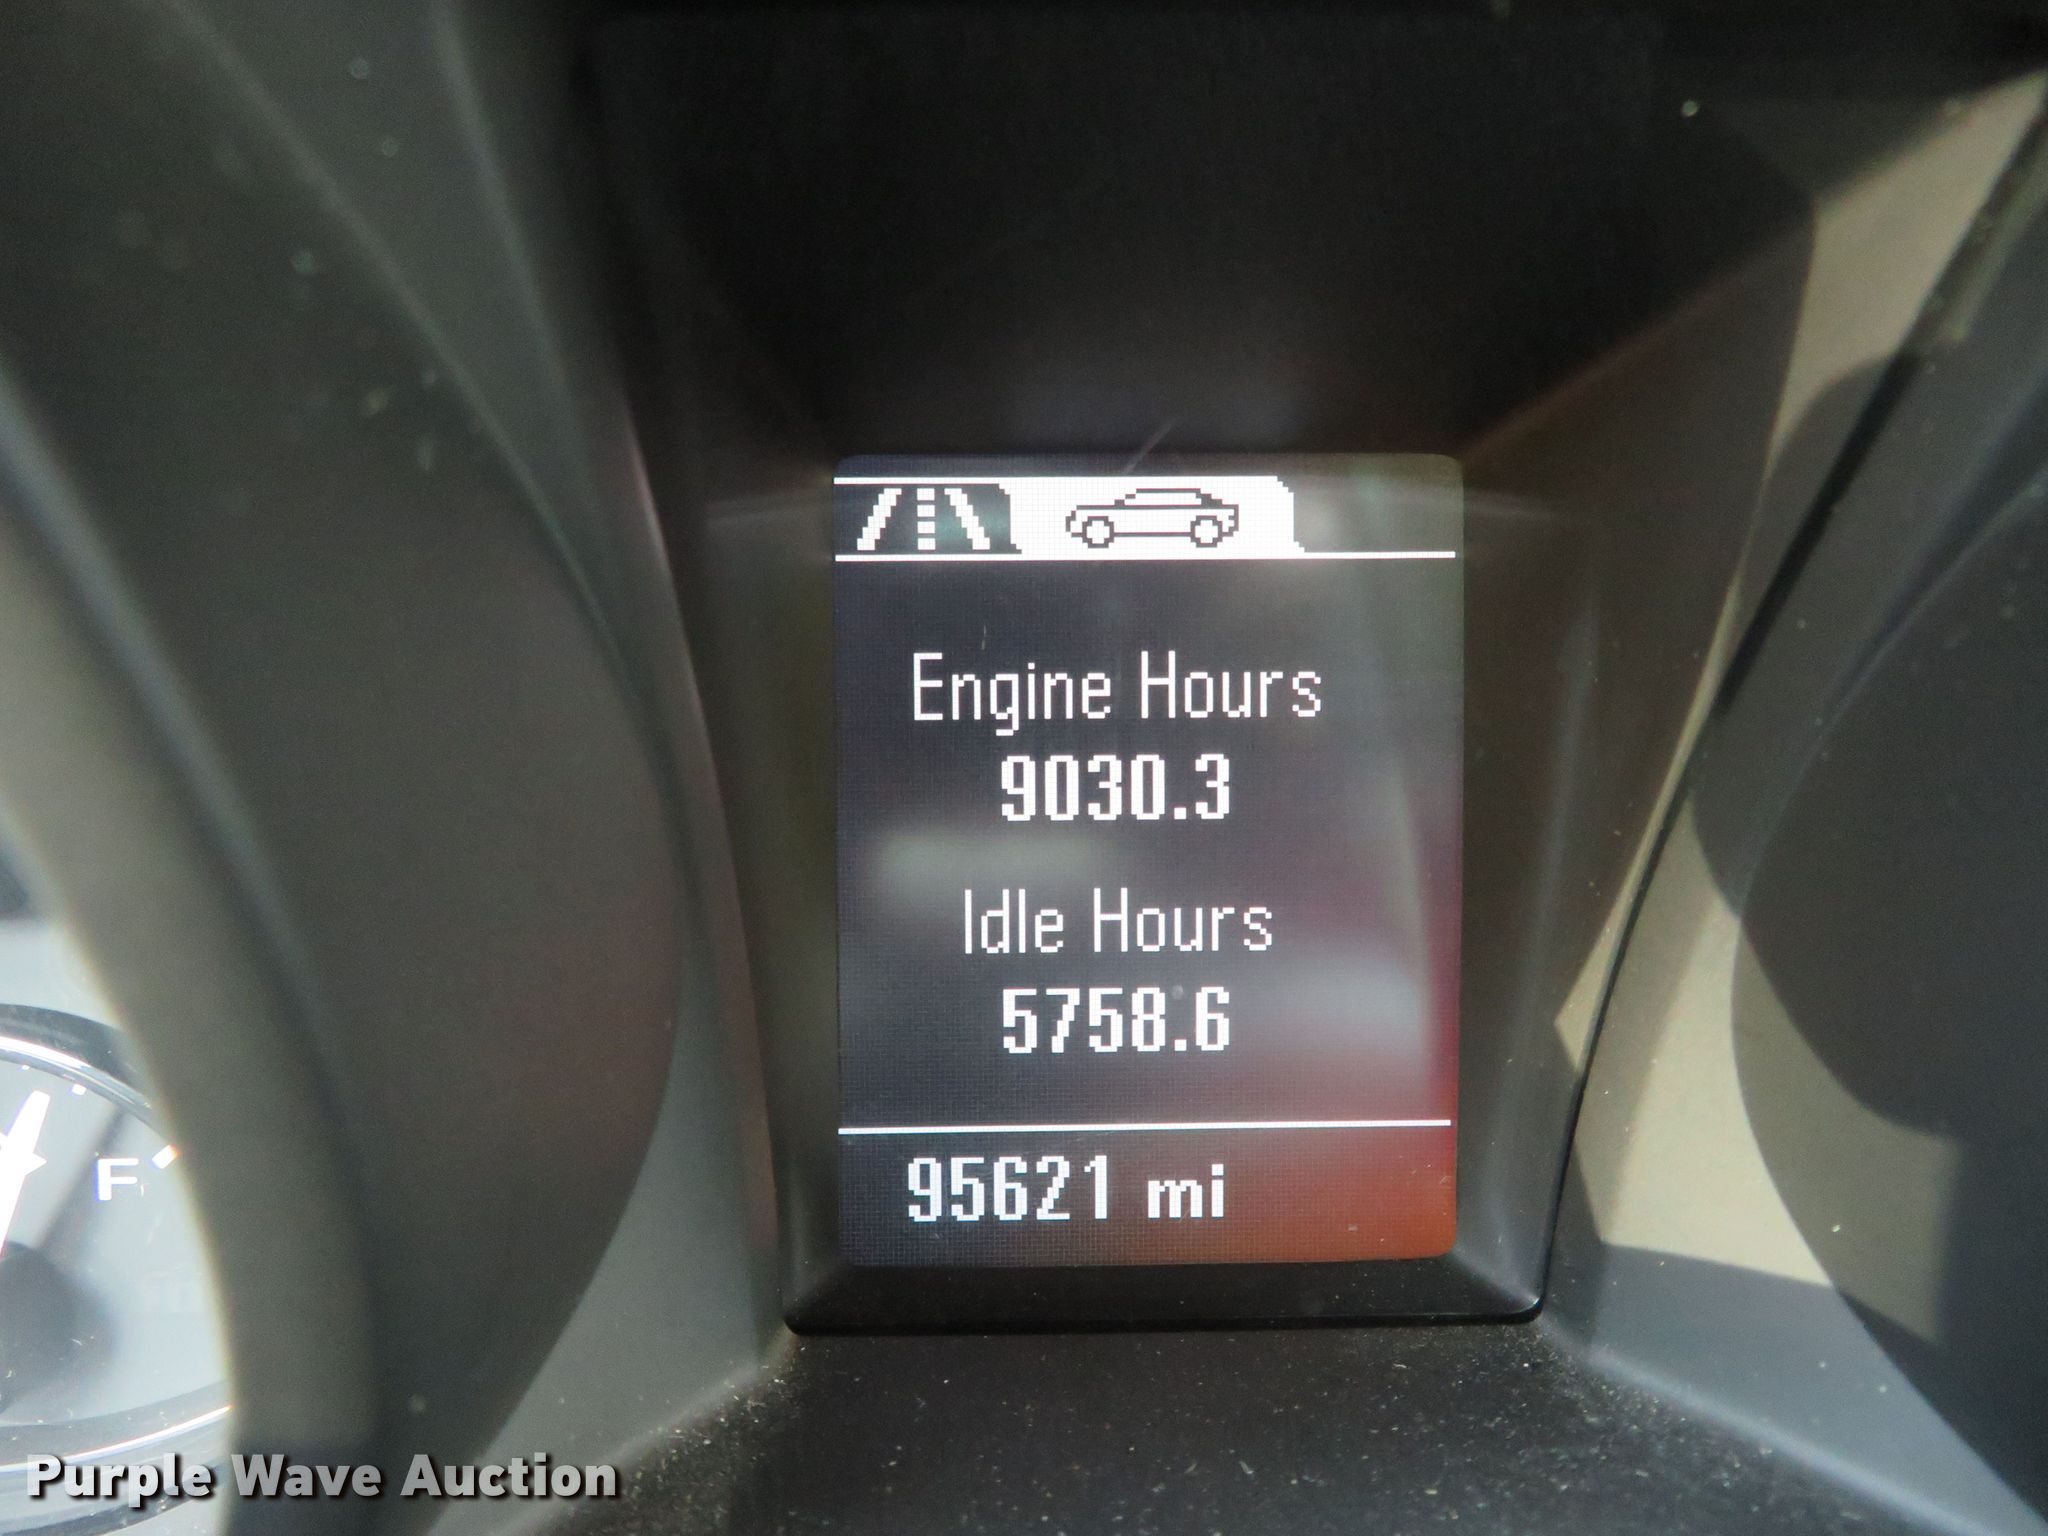 Engine Hours
9030.3
Idle Hours
5758.6
95621 mi
F
Purple Wave Auction